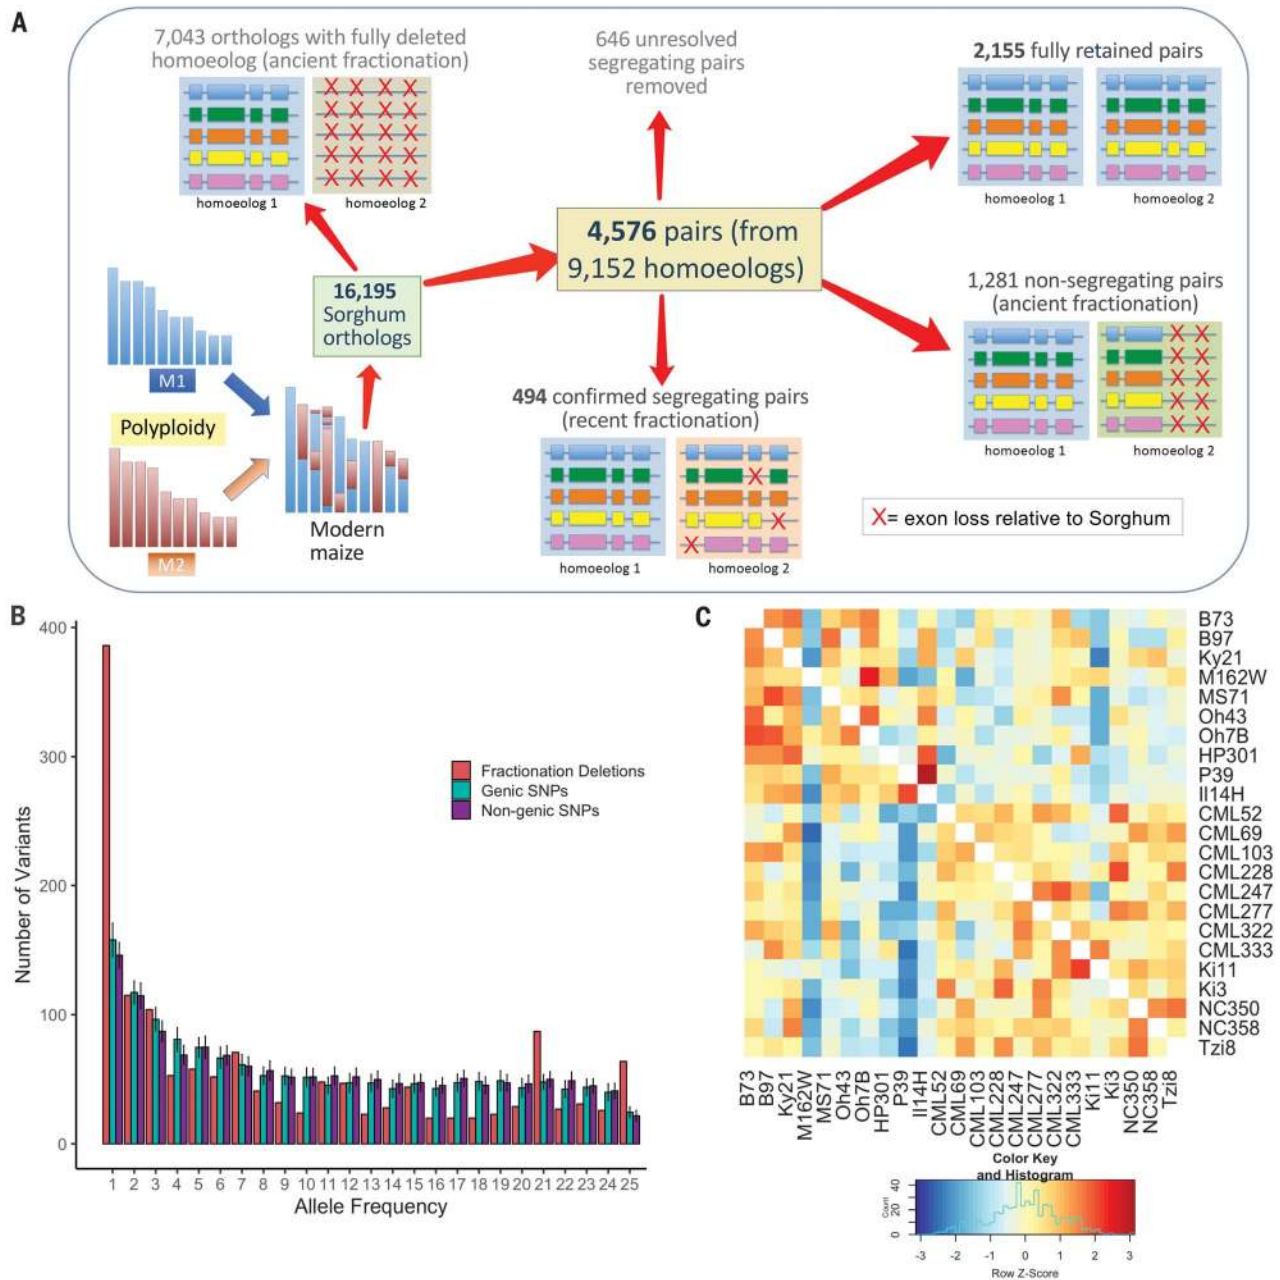 A
7,043 orthologs with fully deleted
homoeolog (ancient fractionation)
homoeolog 1
homoeolog 2
646 unresolved
segregating pairs
removed
2,155 fully retained pairs
homoeolog 1
homoeolog 2
4,576 pairs (from
9,152 homoeologs)
16,195
Sorghum
orthologs
M1
Polyploidy
M2
Modern
maize
494 confirmed segregating pairs
(recent fractionation)
homoeolog 1
homoeolog 2
1,281 non-segregating pairs
(ancient fractionation)
homoeolog 1
homoeolog 2
X= exon loss relative to Sorghum
B
Number of Variants
400
300
200
100
0
Fractionation Deletions
Genic SNPs
Non-genic SNPs
1 2 3 4 5 6 7 8 9 10 11 12 13 14 15 16 17 18 19 20 21 22 23 24 25
Allele Frequency
C
B73
B97
Ky21
M162W
MS71
Oh43
Oh7B
HP301
P39
Il14H
CML52
CML69
CML103
CML228
CML247
CML277
CML322
CML333
Ki11
Ki3
NC350
NC358
Tzi8
B73 B97 Ky21 M162W MS71 Oh43 Oh7B HP301 P39 Il14H CML52 CML69 CML103 CML228 CML247 CML277 CML322 CML333 Ki11 Ki3 NC350 NC358 Tzi8
Color Key
and Histogram
Count
40
20
0
-3 -2 -1 0 1 2 3
Row Z-Score